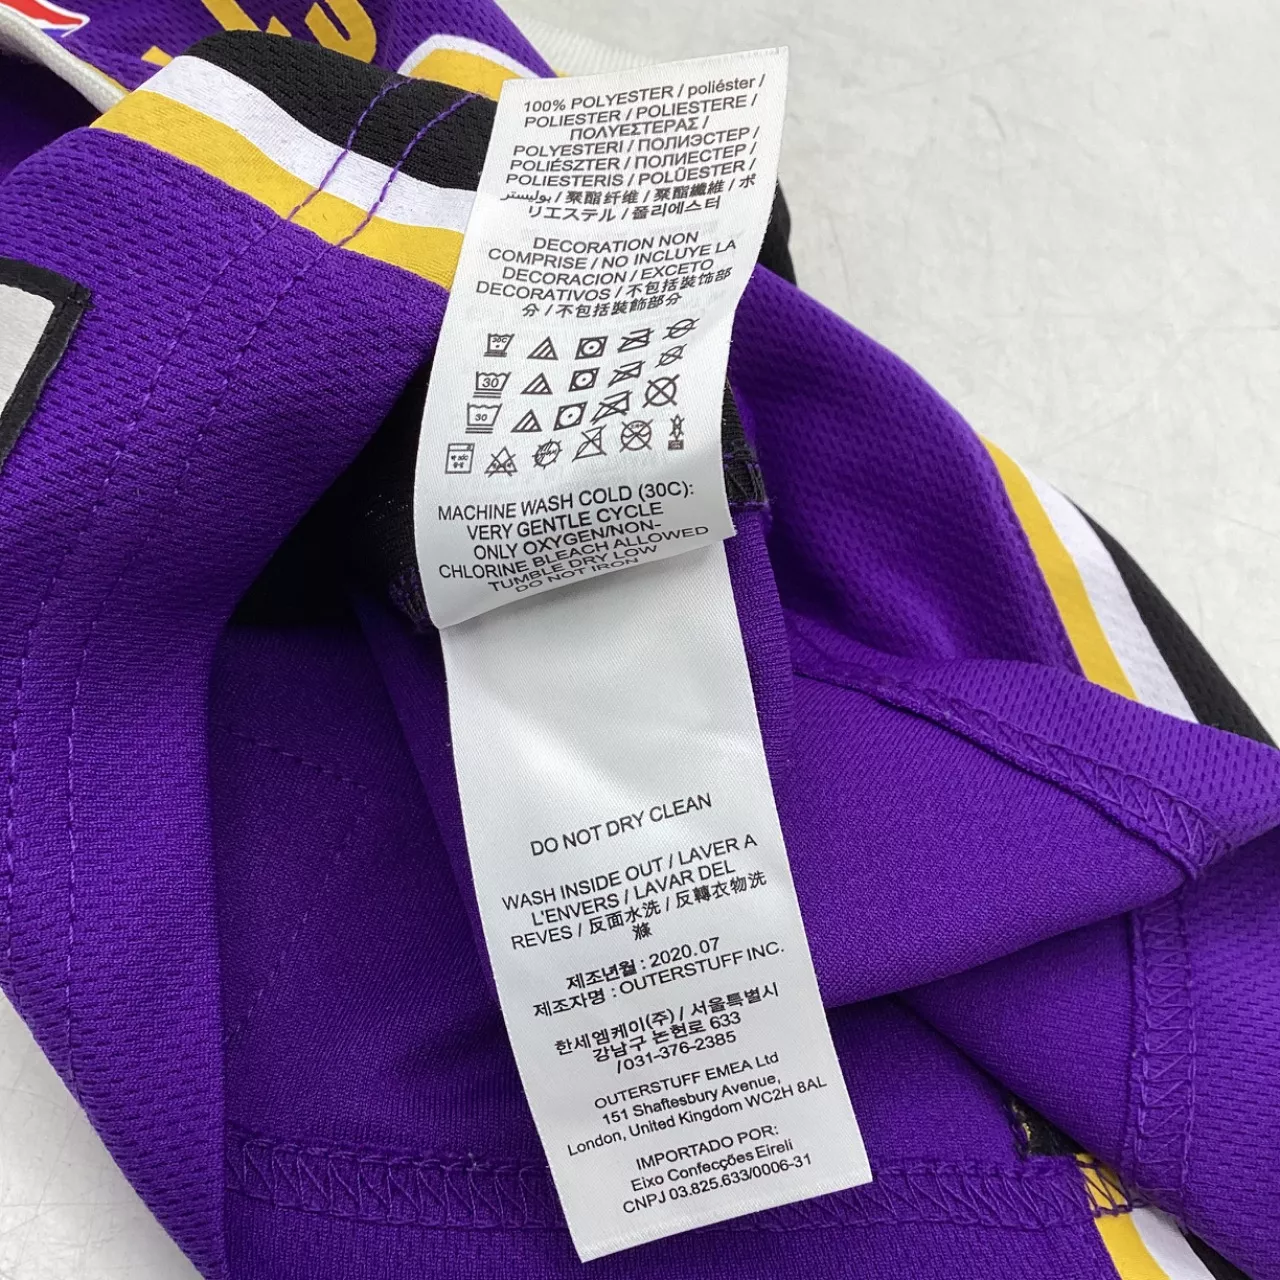 100% POLYESTER / poliéster /
POLIESTER / POLIESTERE /
ΠΟΛΥΕΣΤΕΡΑΣ /
POLYESTERI / ПОЛИЭСТЕР /
POLIÉSZTER / ПОЛИЕСТЕР /
POLIESTERIS / POLÜESTER /
بوليستر / 聚酯纤维 / 聚酯纖維 / ポ
リエステル / 폴리에스터
DECORATION NON
COMPRISE / NO INCLUYE LA
DECORACION / EXCETO
DECORATIVOS / 不包括裝饰部
分 / 不包括裝飾部分
30C
30
30
MACHINE WASH COLD (30C):
VERY GENTLE CYCLE
ONLY OXYGEN/NON-
CHLORINE BLEACH ALLOWED
TUMBLE DRY LOW
DO NOT IRON
DO NOT DRY CLEAN
WASH INSIDE OUT / LAVER A
L'ENVERS / LAVAR DEL
REVES / 反面水洗 / 反轉衣物洗
滌
제조년월 : 2020.07
제조자명 : OUTERSTUFF INC.
한세엠케이(주) / 서울특별시
강남구 논현로 633
/031-376-2385
OUTERSTUFF EMEA Ltd
151 Shaftesbury Avenue,
London, United Kingdom WC2H 8AL
IMPORTADO POR:
Eixo Confecções Eireli
CNPJ 03.825.633/0006-31